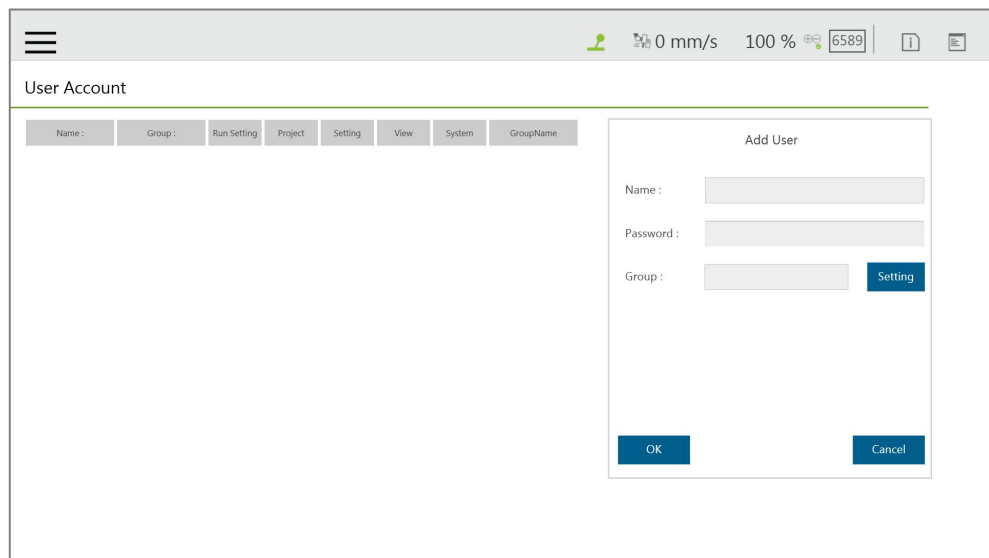 0 mm/s 100 % 6589
User Account
Name : Group : Run Setting Project Setting View System GroupName
Add User
Name :
Password :
Group : Setting
OK Cancel